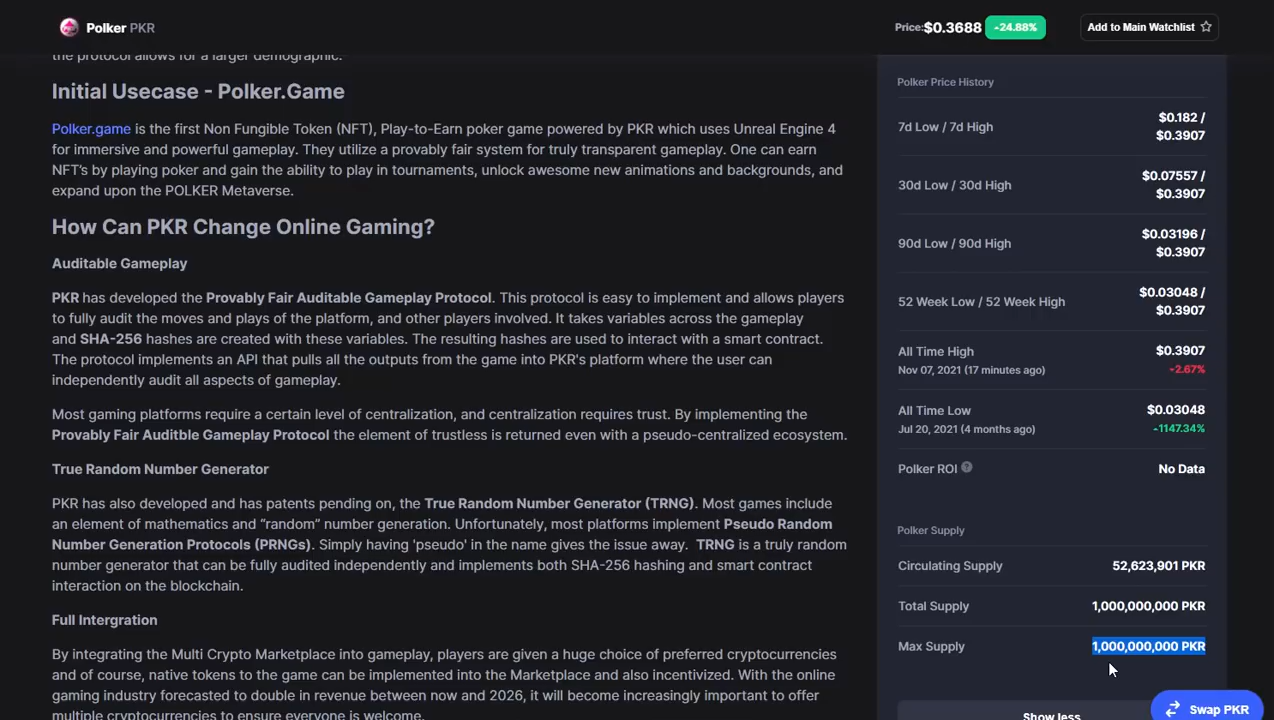 Polker PKR
Price:$0.3688 -24.88%
Add to Main Watchlist
the protocol allows for a larger demographic.
Initial Usecase - Polker.Game
Polker.game is the first Non Fungible Token (NFT), Play-to-Earn poker game powered by PKR which uses Unreal Engine 4
for immersive and powerful gameplay. They utilize a provably fair system for truly transparent gameplay. One can earn
NFT's by playing poker and gain the ability to play in tournaments, unlock awesome new animations and backgrounds, and
expand upon the POLKER Metaverse.
How Can PKR Change Online Gaming?
Auditable Gameplay
PKR has developed the Provably Fair Auditable Gameplay Protocol. This protocol is easy to implement and allows players
to fully audit the moves and plays of the platform, and other players involved. It takes variables across the gameplay
and SHA-256 hashes are created with these variables. The resulting hashes are used to interact with a smart contract.
The protocol implements an API that pulls all the outputs from the game into PKR's platform where the user can
independently audit all aspects of gameplay.
Most gaming platforms require a certain level of centralization, and centralization requires trust. By implementing the
Provably Fair Auditble Gameplay Protocol the element of trustless is returned even with a pseudo-centralized ecosystem.
True Random Number Generator
PKR has also developed and has patents pending on, the True Random Number Generator (TRNG). Most games include
an element of mathematics and “random” number generation. Unfortunately, most platforms implement Pseudo Random
Number Generation Protocols (PRNGs). Simply having 'pseudo' in the name gives the issue away. TRNG is a truly random
number generator that can be fully audited independently and implements both SHA-256 hashing and smart contract
interaction on the blockchain.
Full Intergration
By integrating the Multi Crypto Marketplace into gameplay, players are given a huge choice of preferred cryptocurrencies
and of course, native tokens to the game can be implemented into the Marketplace and also incentivized. With the online
gaming industry forecasted to double in revenue between now and 2026, it will become increasingly important to offer
multiple cryptocurrencies to ensure everyone is welcome.
Polker Price History
7d Low / 7d High
$0.182 /
$0.3907
30d Low / 30d High
$0.07557 /
$0.3907
90d Low / 90d High
$0.03196 /
$0.3907
52 Week Low / 52 Week High
$0.03048 /
$0.3907
All Time High
$0.3907
Nov 07, 2021 (17 minutes ago)
-2.67%
All Time Low
$0.03048
Jul 20, 2021 (4 months ago)
-1147.34%
Polker ROI ?
No Data
Polker Supply
Circulating Supply
52,623,901 PKR
Total Supply
1,000,000,000 PKR
Max Supply
1,000,000,000 PKR
Show less
Swap PKR